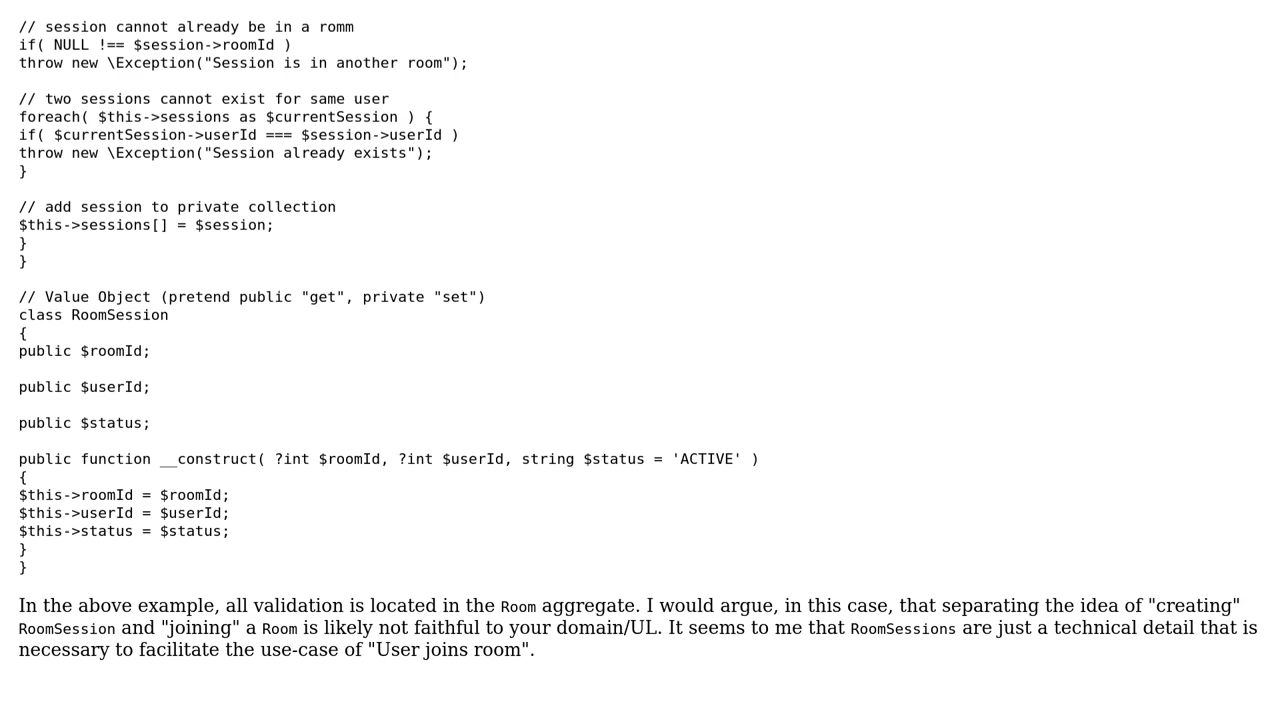 // session cannot already be in a romm
if( NULL !== $session->roomId )
throw new \Exception("Session is in another room");
// two sessions cannot exist for same user
foreach( $this->sessions as $currentSession ) {
if( $currentSession->userId === $session->userId )
throw new \Exception("Session already exists");
}
// add session to private collection
$this->sessions[] = $session;
}
}
// Value Object (pretend public "get", private "set")
class RoomSession
{
public $roomId;
public $userId;
public $status;
public function __construct( ?int $roomId, ?int $userId, string $status = 'ACTIVE' )
{
$this->roomId = $roomId;
$this->userId = $userId;
$this->status = $status;
}
}
In the above example, all validation is located in the Room aggregate. I would argue, in this case, that separating the idea of "creating"
RoomSession and "joining" a Room is likely not faithful to your domain/UL. It seems to me that RoomSessions are just a technical detail that is
necessary to facilitate the use-case of "User joins room".